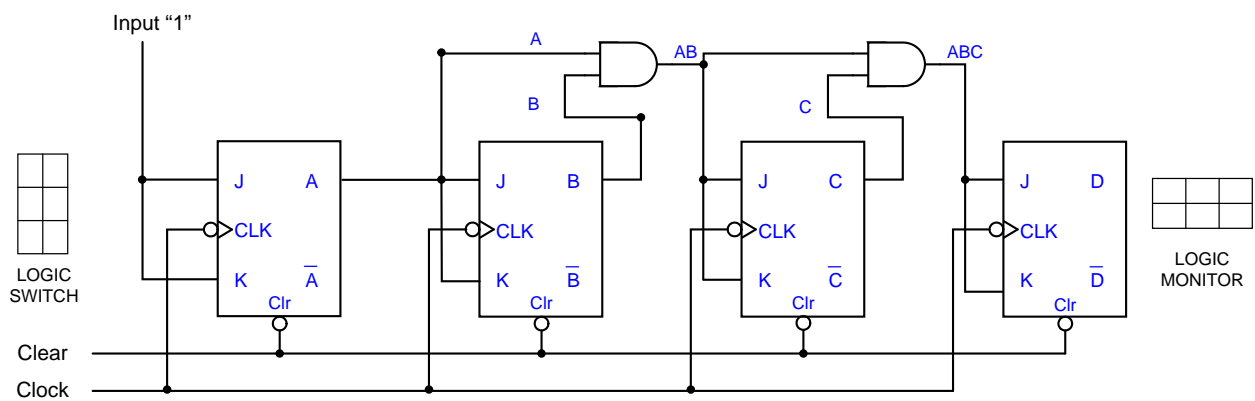 Input “1”
A
AB
ABC
B
C
J A
CLK
K A̅
Clr
J B
CLK
K B̅
Clr
J C
CLK
K C̅
Clr
J D
CLK
K D̅
Clr
LOGIC
SWITCH
LOGIC
MONITOR
Clear
Clock